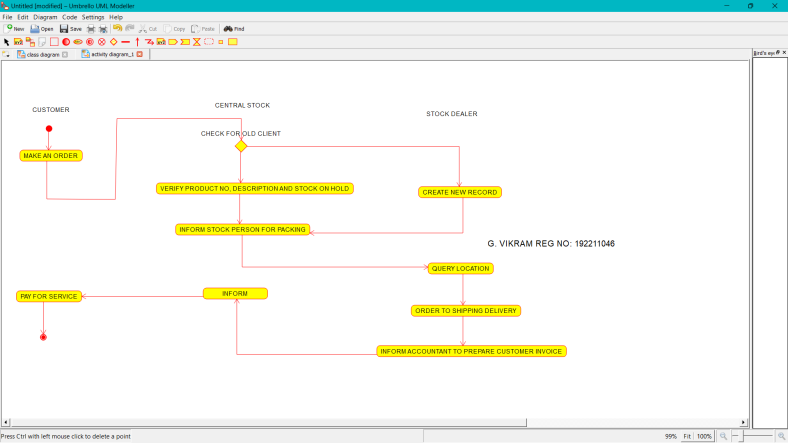 Untitled [modified] – Umbrello UML Modeller
File Edit Diagram Code Settings Help
New Open Save Cut Copy Paste Find
class diagram activity diagram_1
Bird's eye
CENTRAL STOCK
CUSTOMER
STOCK DEALER
CHECK FOR OLD CLIENT
MAKE AN ORDER
VERIFY PRODUCT NO, DESCRIPTION AND STOCK ON HOLD
CREATE NEW RECORD
INFORM STOCK PERSON FOR PACKING
G. VIKRAM REG NO: 192211046
QUERY LOCATION
INFORM
PAY FOR SERVICE
ORDER TO SHIPPING DELIVERY
INFORM ACCOUNTANT TO PREPARE CUSTOMER INVOICE
Press Ctrl with left mouse click to delete a point
99% Fit 100%